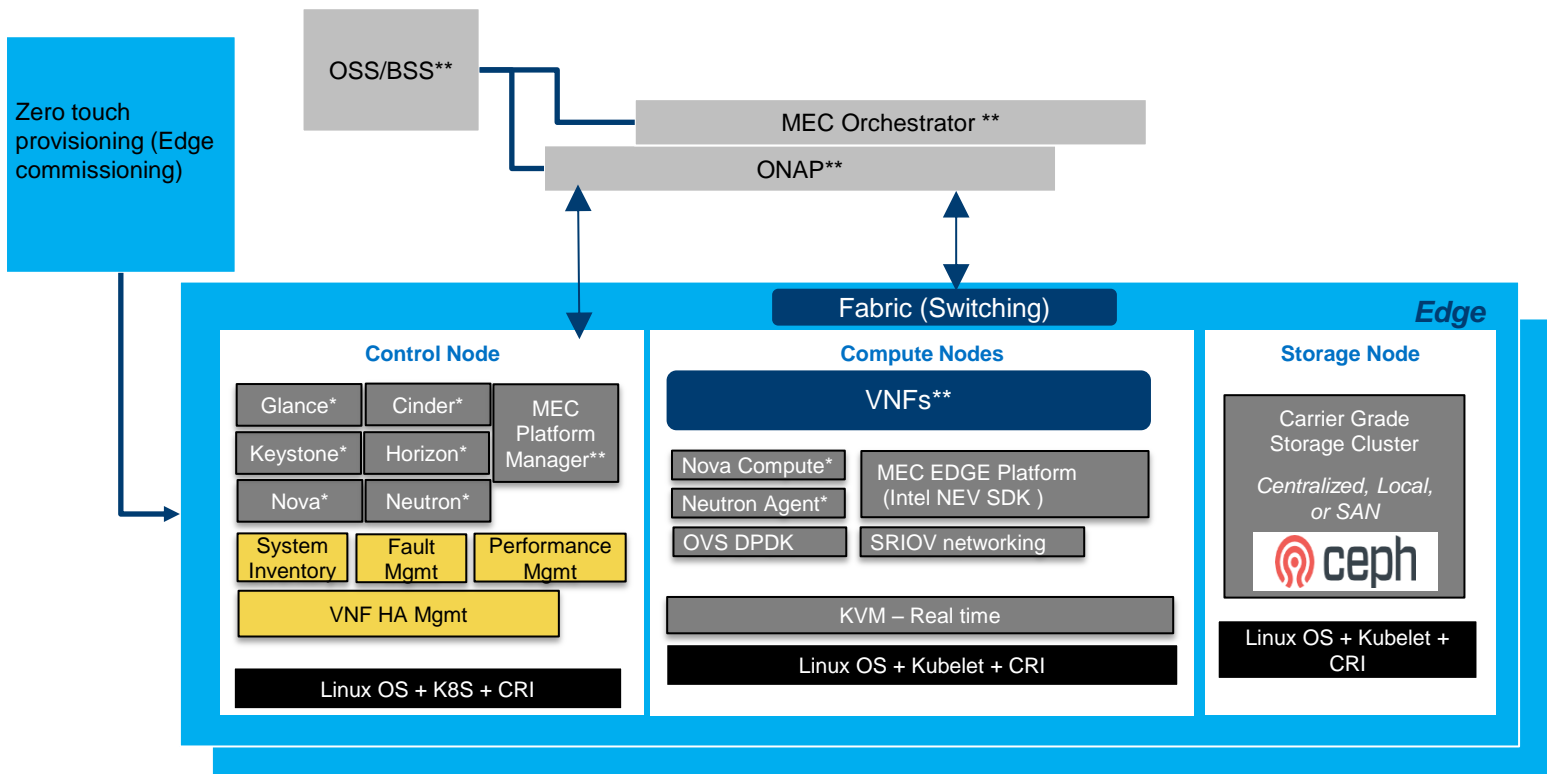 OSS/BSS**
Zero touch
provisioning (Edge
commissioning)
MEC Orchestrator **
ONAP**
Fabric (Switching)
Edge
Control Node
Glance*
Cinder*
MEC
Platform
Manager**
Keystone*
Horizon*
Nova*
Neutron*
System
Inventory
Fault
Mgmt
Performance
Mgmt
VNF HA Mgmt
Linux OS + K8S + CRI
Compute Nodes
VNFs**
Nova Compute*
Neutron Agent*
OVS DPDK
MEC EDGE Platform
(Intel NEV SDK )
SRIOV networking
KVM – Real time
Linux OS + Kubelet + CRI
Storage Node
Carrier Grade
Storage Cluster
Centralized, Local,
or SAN
ceph
Linux OS + Kubelet +
CRI